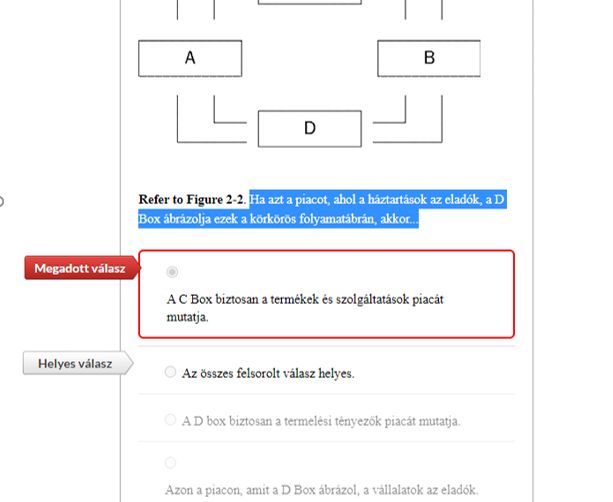 A
B
D
Refer to Figure 2-2. Ha azt a piacot, ahol a háztartások az eladók, a D
Box ábrázolja ezek a körkörös folyamatábrán, akkor...
Megadott válasz
A C Box biztosan a termékek és szolgáltatások piacát
mutatja.
Helyes válasz
Az összes felsorolt válasz helyes.
A D box biztosan a termelési tényezők piacát mutatja.
Azon a piacon, amit a D Box ábrázol, a vállalatok az eladók.